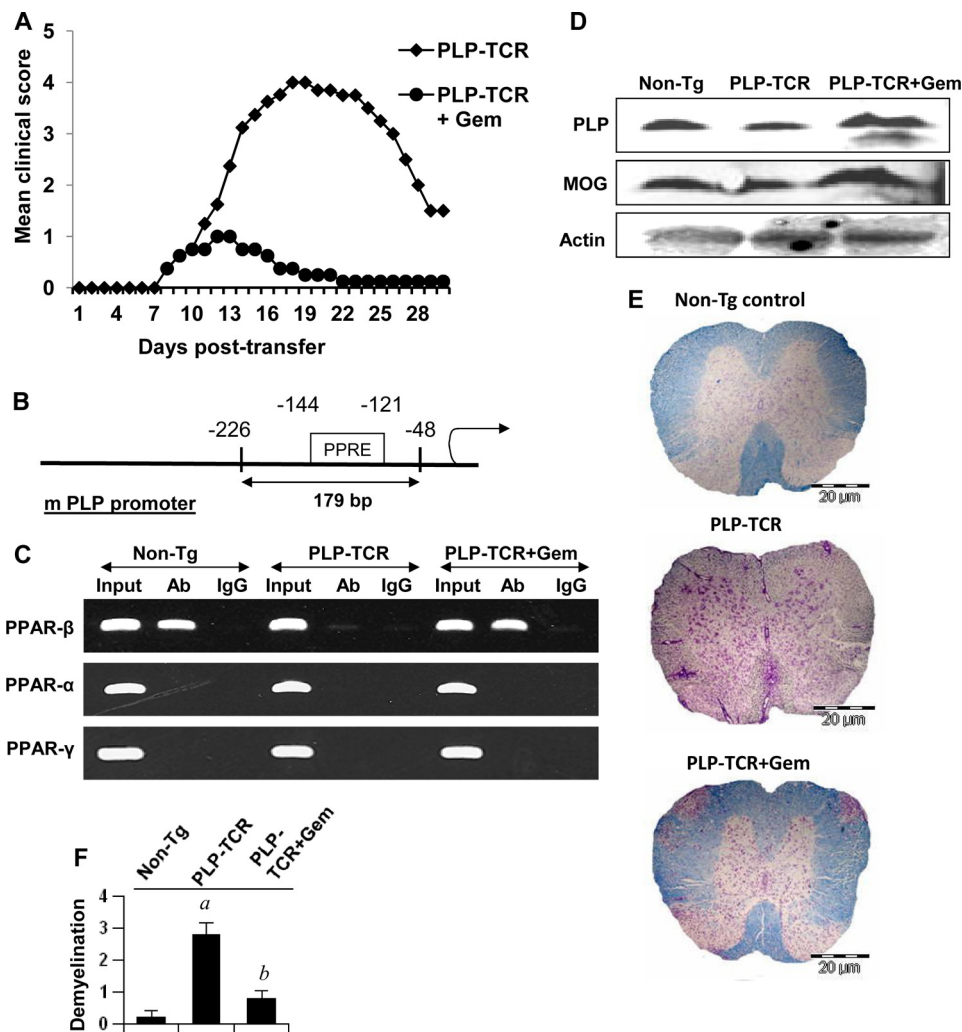 A
Mean clinical score
5
4
3
2
1
0
1 4 7 10 13 16 19 22 25 28
Days post-transfer
PLP-TCR
PLP-TCR
+ Gem
B
-144 -121
-226 -48
PPRE
179 bp
m PLP promoter
C
Non-Tg PLP-TCR PLP-TCR+Gem
Input Ab IgG Input Ab IgG Input Ab IgG
PPAR-β
PPAR-α
PPAR-γ
D
Non-Tg PLP-TCR PLP-TCR+Gem
PLP
MOG
Actin
E
Non-Tg control
20 µm
PLP-TCR
20 µm
PLP-TCR+Gem
20 µm
F
Non-Tg
PLP-TCR
PLP-
TCR+Gem
Demyelination
4
3
2
1
0
a
b